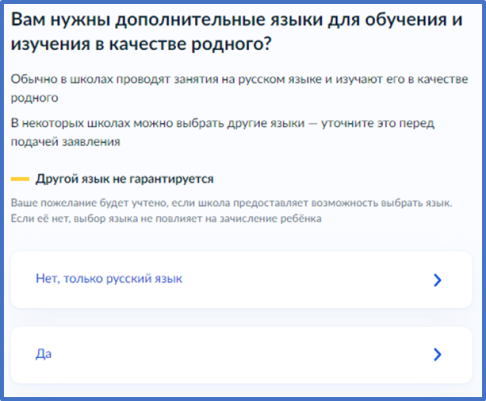 Вам нужны дополнительные языки для обучения и
изучения в качестве родного?
Обычно в школах проводят занятия на русском языке и изучают его в качестве
родного
В некоторых школах можно выбрать другие языки — уточните это перед
подачей заявления
Другой язык не гарантируется
Ваше пожелание будет учтено, если школа предоставляет возможность выбрать язык.
Если её нет, выбор языка не повлияет на зачисление ребёнка
Нет, только русский язык
Да